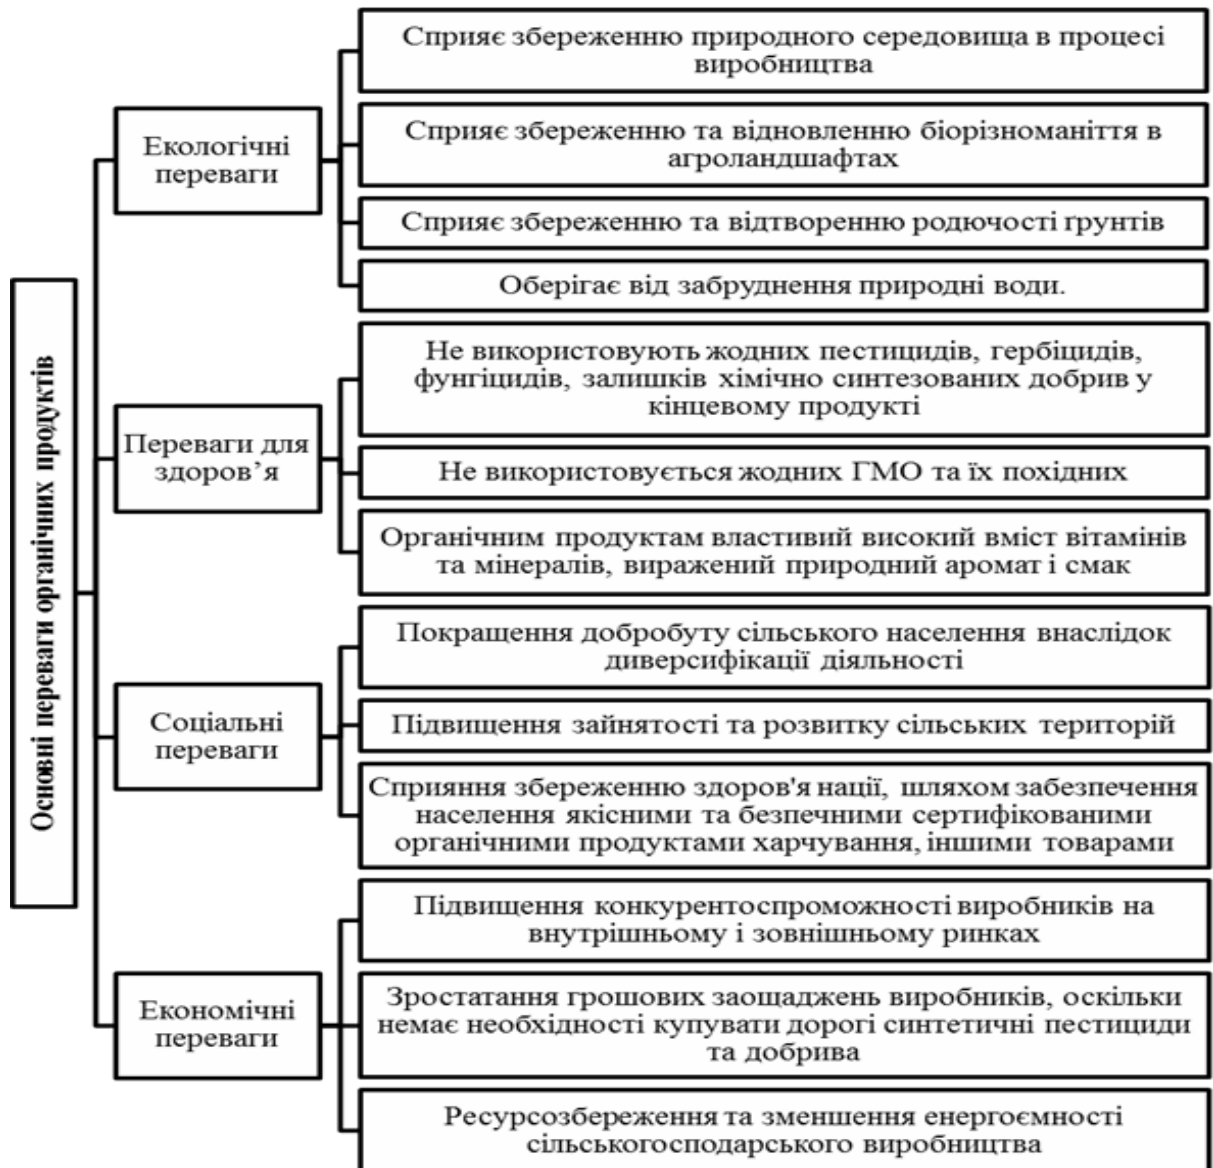 Основні переваги органічних продуктів
Екологічні
переваги
Сприяє збереженню природного середовища в процесі
виробництва
Сприяє збереженню та відновленню біорізноманіття в
агроландшафтах
Сприяє збереженню та відтворенню родючості ґрунтів
Оберігає від забруднення природні води.
Переваги для
здоров’я
Не використовують жодних пестицидів, гербіцидів,
фунгіцидів, залишків хімічно синтезованих добрив у
кінцевому продукті
Не використовується жодних ГМО та їх похідних
Органічним продуктам властивий високий вміст вітамінів
та мінералів, виражений природний аромат і смак
Соціальні
переваги
Покращення добробуту сільського населення внаслідок
диверсифікації діяльності
Підвищення зайнятості та розвитку сільських територій
Сприяння збереженню здоров'я нації, шляхом забезпечення
населення якісними та безпечними сертифікованими
органічними продуктами харчування, іншими товарами
Економічні
переваги
Підвищення конкурентоспроможності виробників на
внутрішньому і зовнішньому ринках
Зростатання грошових заощаджень виробників, оскільки
немає необхідності купувати дорогі синтетичні пестициди
та добрива
Ресурсозбереження та зменшення енергоємності
сільськогосподарського виробництва